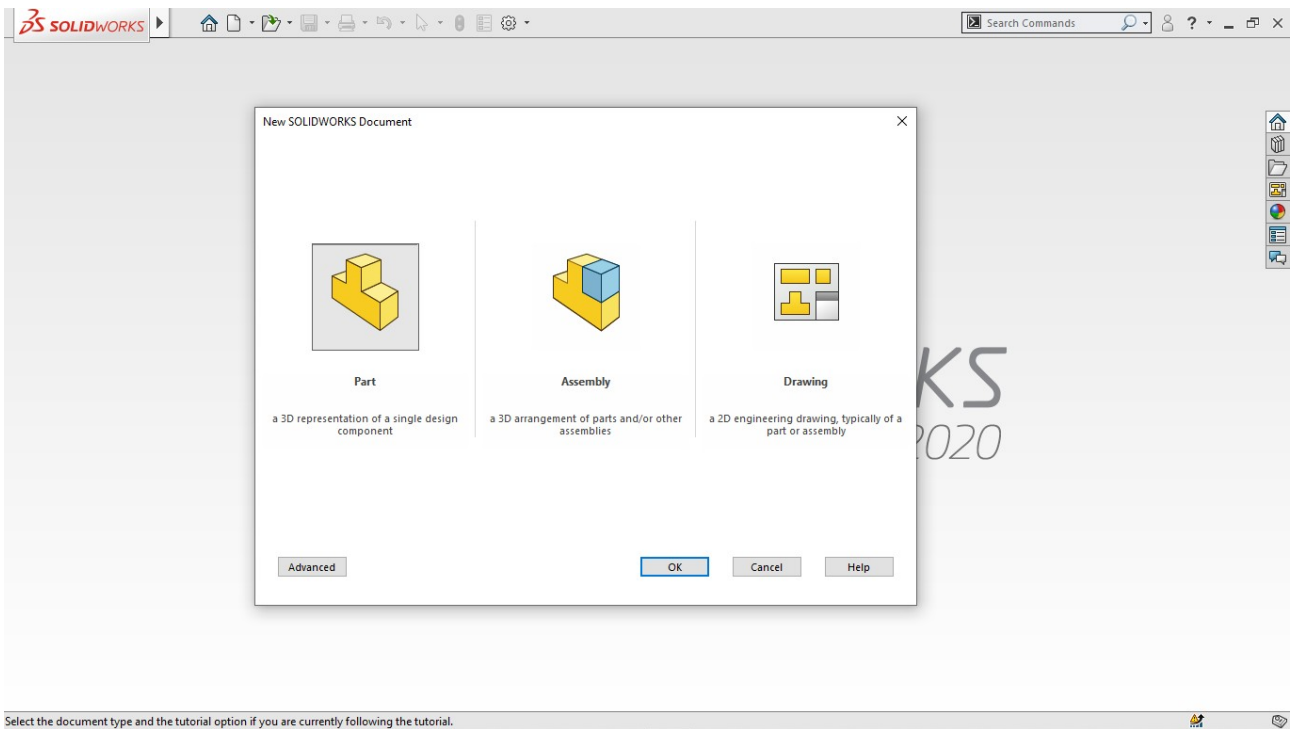 SOLIDWORKS
Search Commands
?
New SOLIDWORKS Document
Part
a 3D representation of a single design
component
Assembly
a 3D arrangement of parts and/or other
assemblies
Drawing
a 2D engineering drawing, typically of a
part or assembly
KS
2020
Advanced
OK
Cancel
Help
Select the document type and the tutorial option if you are currently following the tutorial.